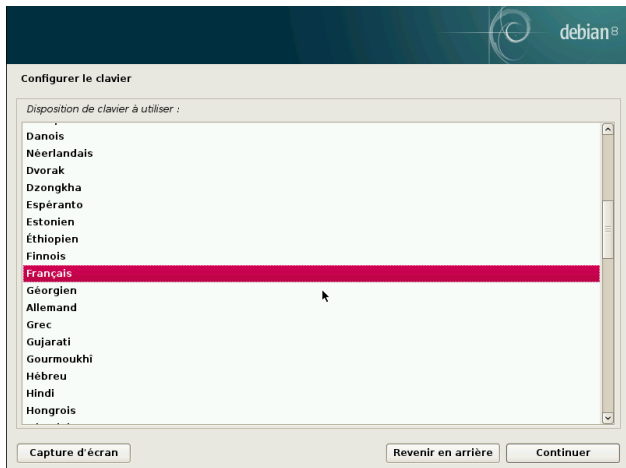 debian 8
Configurer le clavier
Disposition de clavier à utiliser :
Danois
Néerlandais
Dvorak
Dzongkha
Espéranto
Estonien
Éthiopien
Finnois
Français
Géorgien
Allemand
Grec
Gujarati
Gourmoukhî
Hébreu
Hindi
Hongrois
Capture d'écran
Revenir en arrière
Continuer